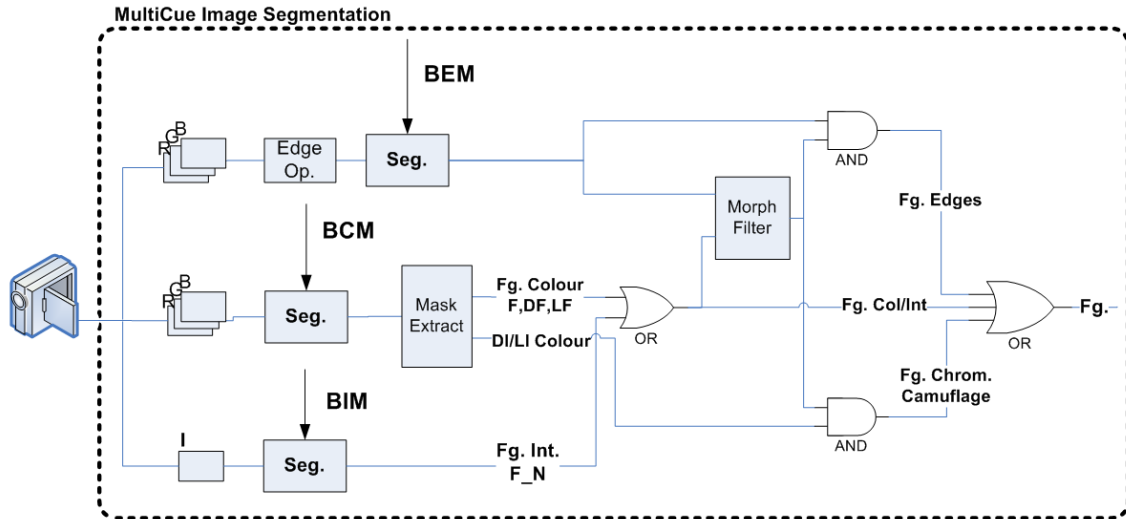 MultiCue Image Segmentation
BEM
R G B
Edge
Op.
Seg.
AND
Fg. Edges
Morph
Filter
BCM
R G B
Seg.
Mask
Extract
Fg. Colour
F,DF,LF
DI/LI Colour
OR
Fg. Col/Int
OR
Fg.
Fg. Chrom.
Camuflage
AND
BIM
I
Seg.
Fg. Int.
F_N